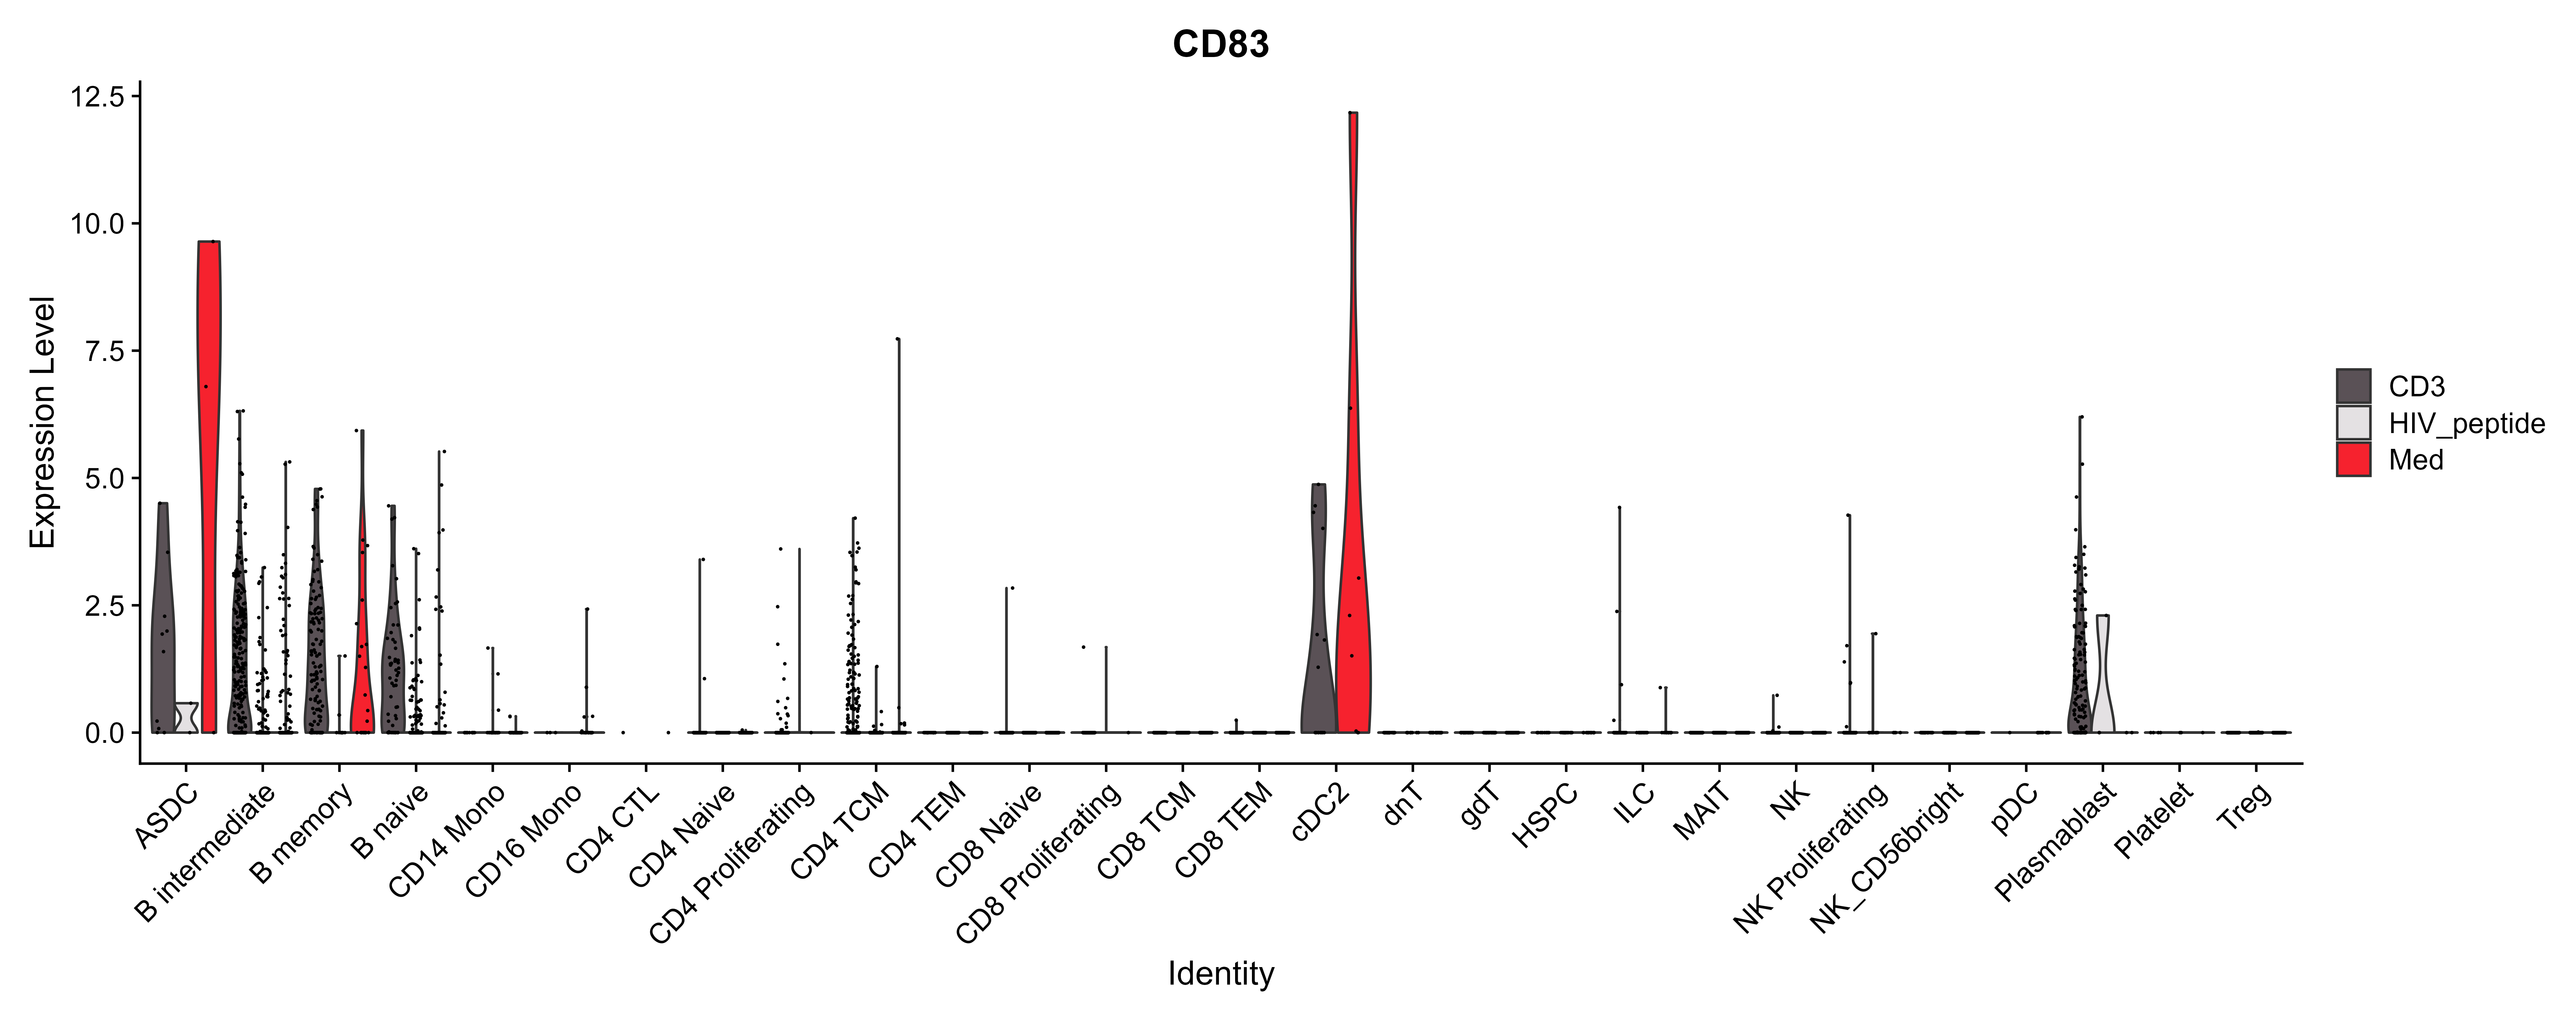 CD83
12.5
10.0
7.5
5.0
2.5
0.0
Expression Level
ASDC
B intermediate
B memory
B naive
CD14 Mono
CD16 Mono
CD4 CTL
CD4 Naive
CD4 Proliferating
CD4 TCM
CD4 TEM
CD8 Naive
CD8 Proliferating
CD8 TCM
CD8 TEM
cDC2
dnT
gdT
HSPC
ILC
MAIT
NK
NK Proliferating
NK_CD56bright
pDC
Plasmablast
Platelet
Treg
Identity
CD3
HIV_peptide
Med